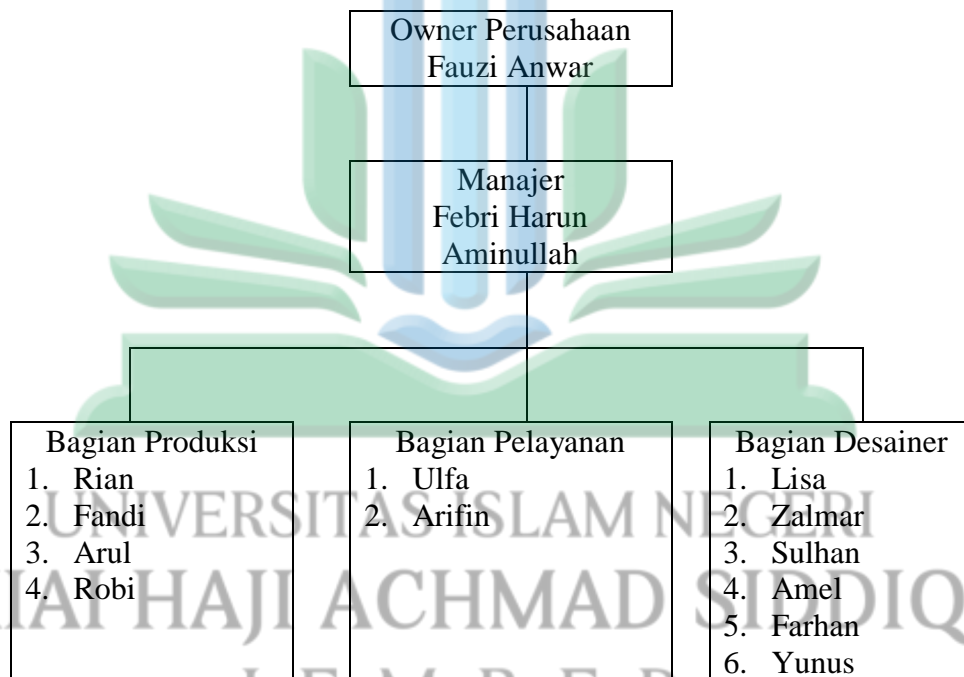 Owner Perusahaan
Fauzi Anwar
Manajer
Febri Harun
Aminullah
Bagian Produksi
1. Rian
2. Fandi
3. Arul
4. Robi
Bagian Pelayanan
1. Ulfa
2. Arifin
Bagian Desainer
1. Lisa
2. Zalmar
3. Sulhan
4. Amel
5. Farhan
6. Yunus
UNIVERSITAS ISLAM NEGERI
IAI HAJI ACHMAD SIDDIQ
J E M B E R